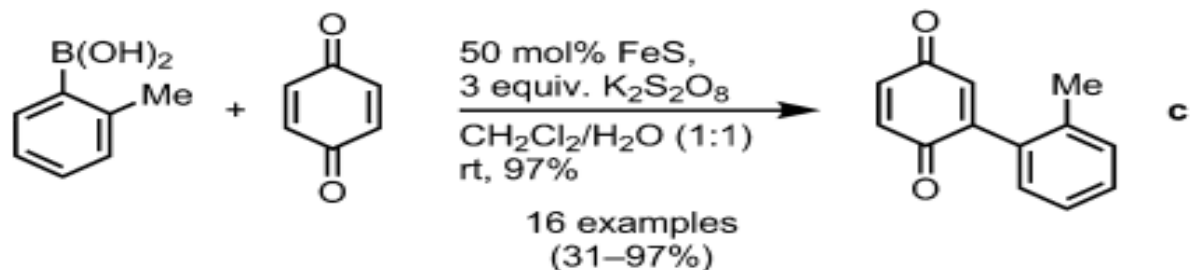 B(OH)₂
Me
+
O
O
50 mol% FeS,
3 equiv. K₂S₂O₈
CH₂Cl₂/H₂O (1:1)
rt, 97%
16 examples
(31–97%)
O
O
Me
c